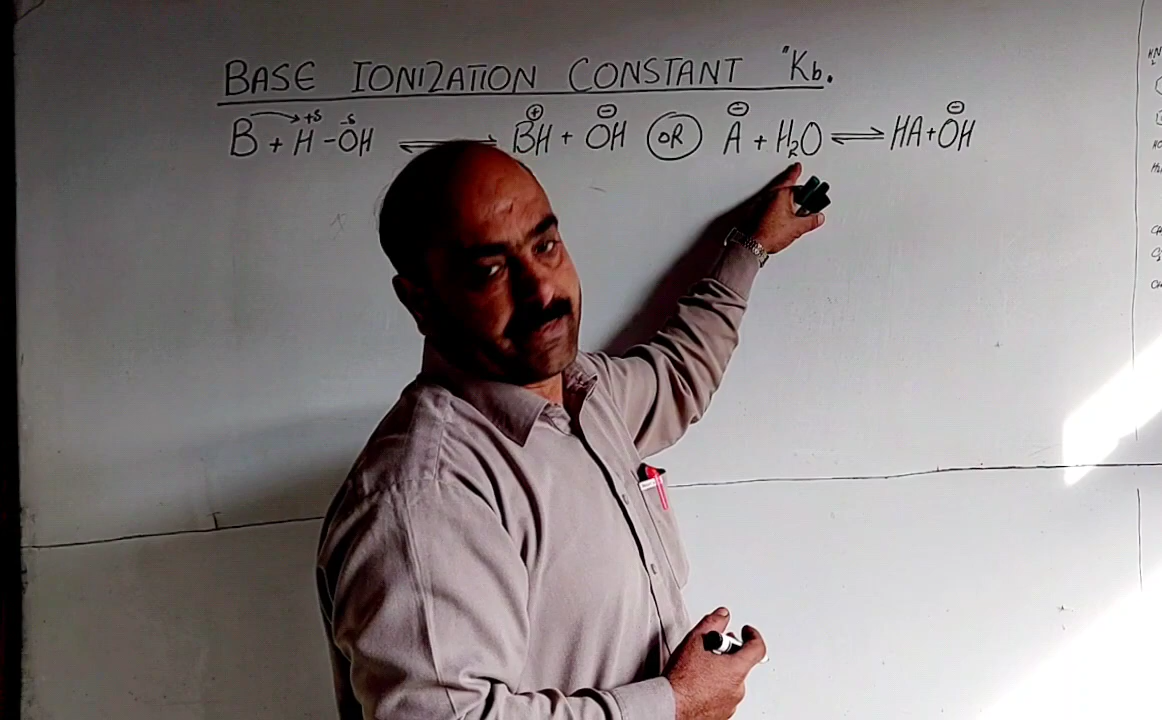 BASE IONIZATION CONSTANT "Kb.
B + H^{+δ} - OH^{-δ} ⇌ BH^{⊕} + OH^{⊖} OR A^{⊖} + H₂O ⇌ HA + OH^{⊖}